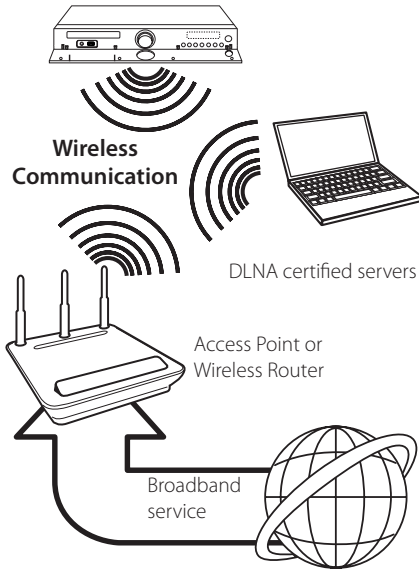 Wireless
Communication
DLNA certified servers
Access Point or
Wireless Router
Broadband
service